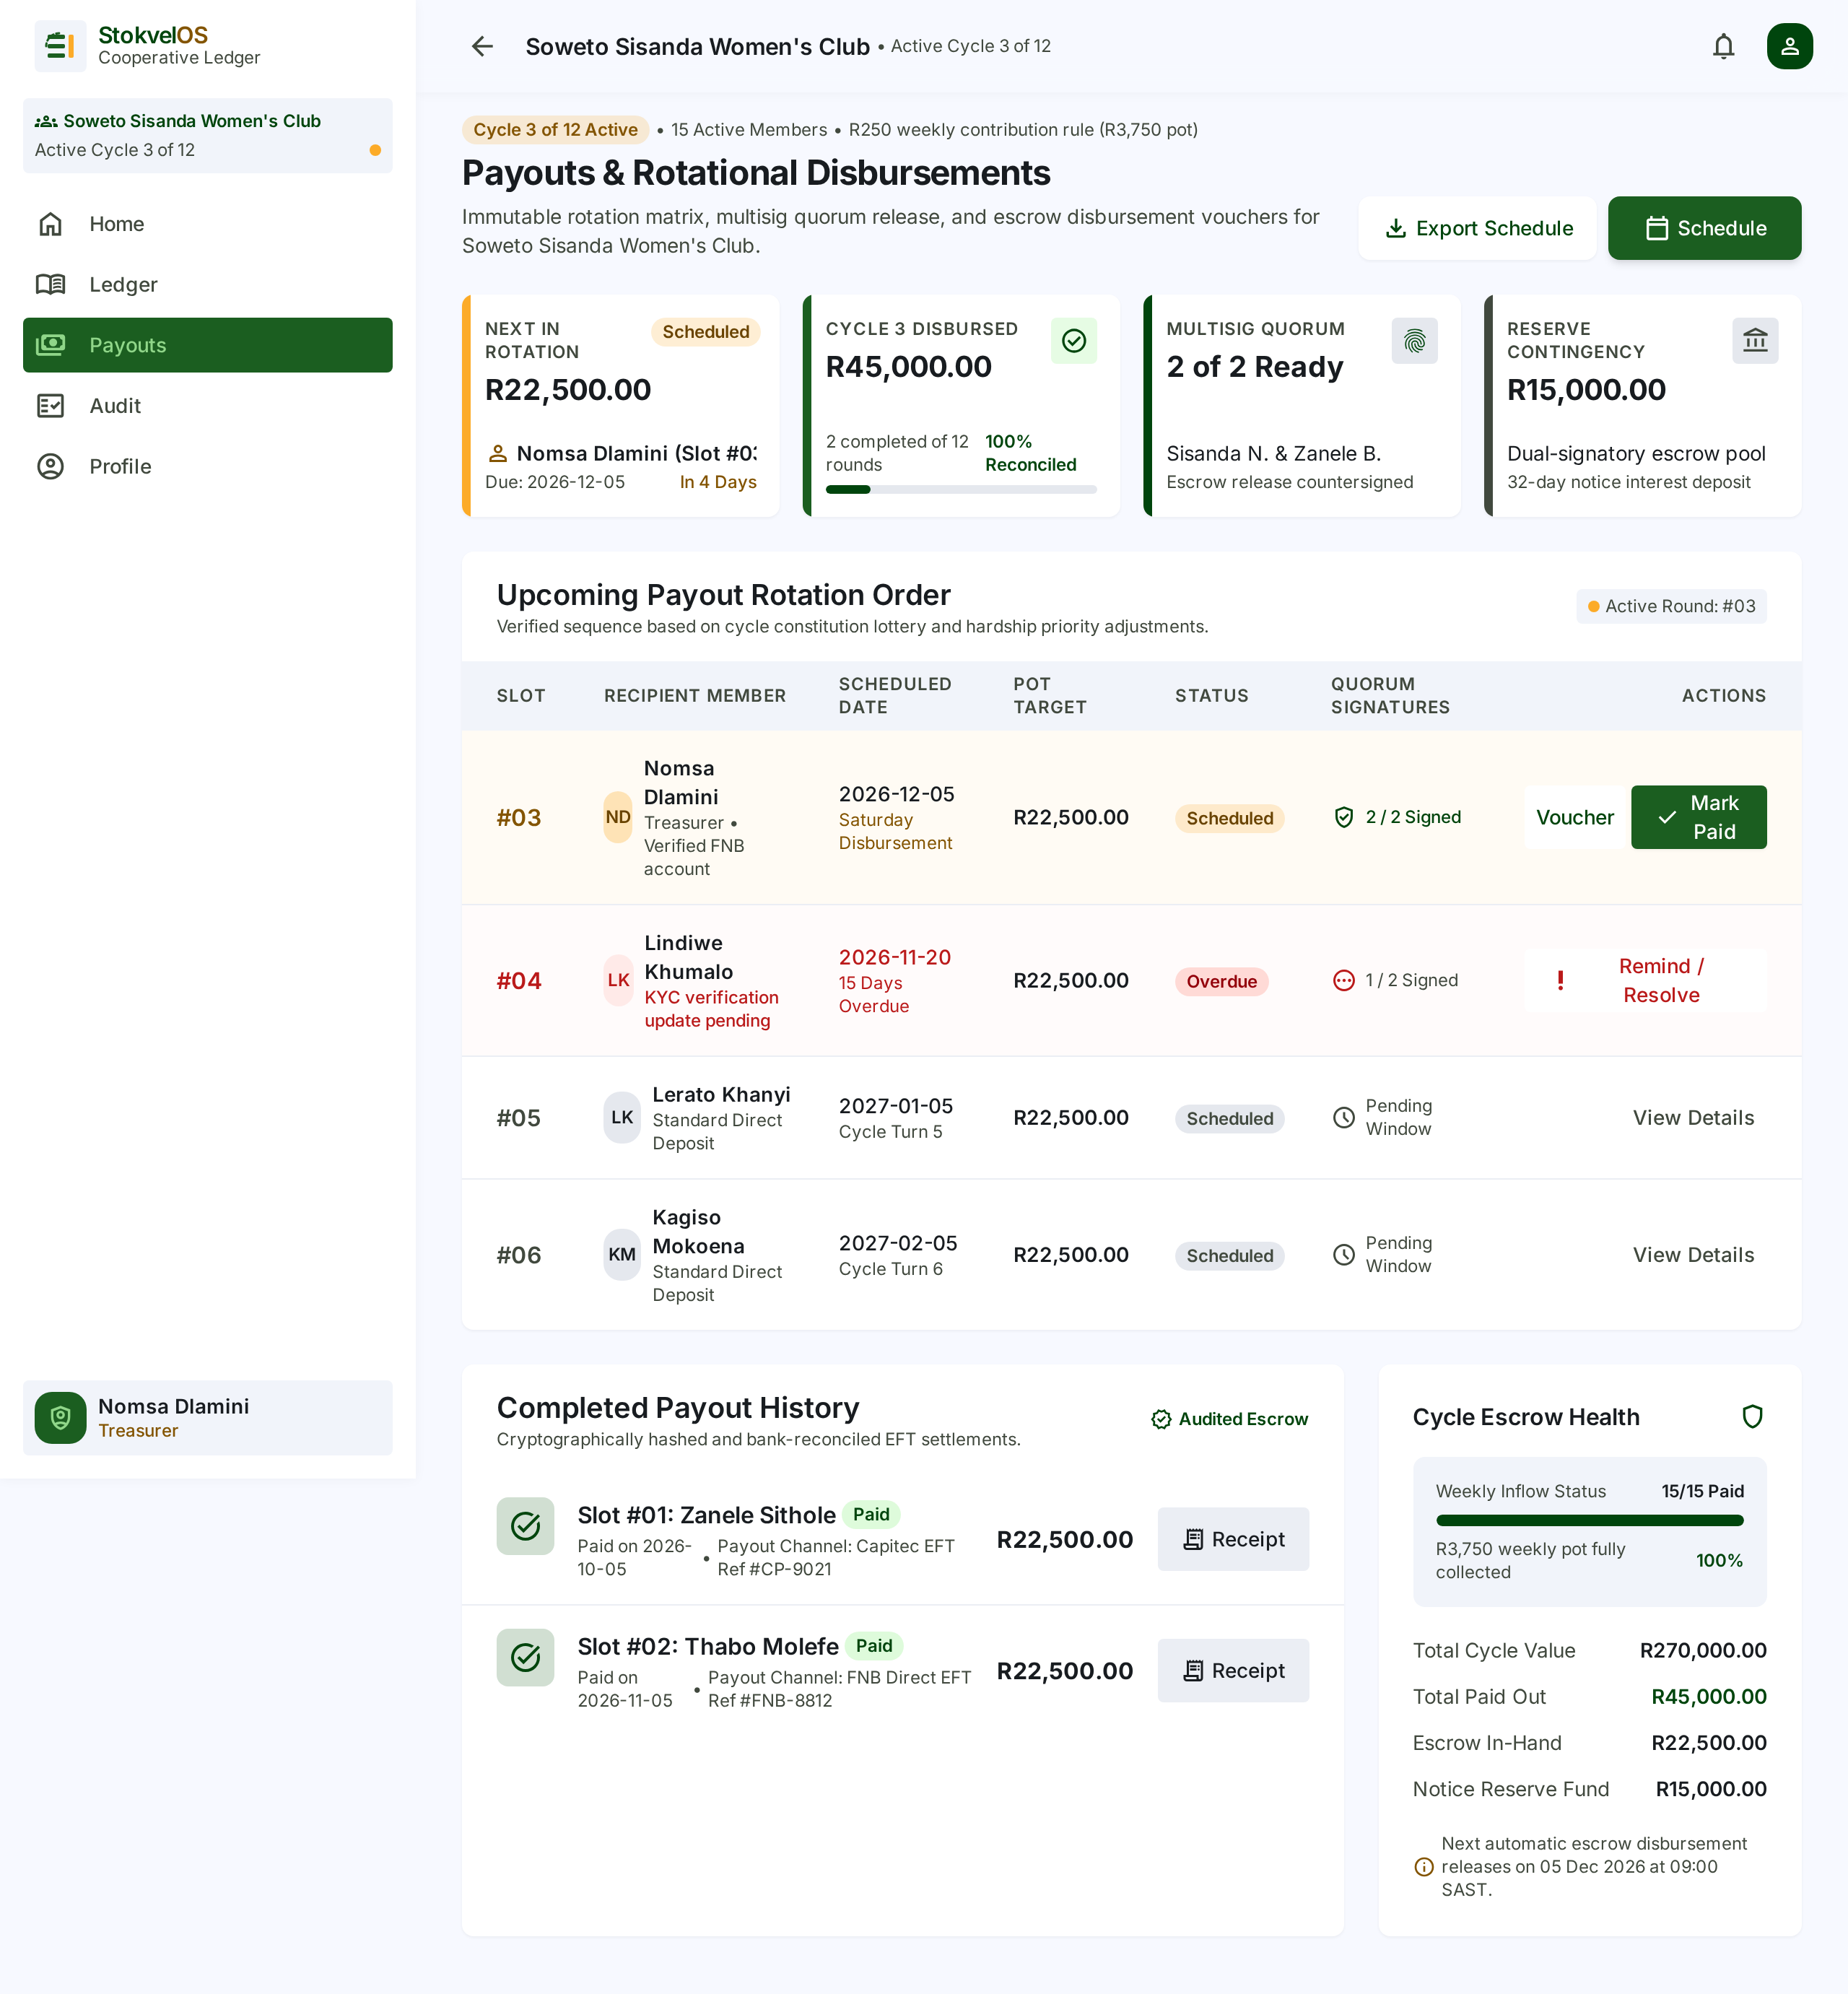 StokvelOS
Cooperative Ledger
Soweto Sisanda Women's Club
Active Cycle 3 of 12
Home
Ledger
Payouts
Audit
Profile
Nomsa Dlamini
Treasurer
Soweto Sisanda Women's Club • Active Cycle 3 of 12
Cycle 3 of 12 Active • 15 Active Members • R250 weekly contribution rule (R3,750 pot)
Payouts & Rotational Disbursements
Immutable rotation matrix, multisig quorum release, and escrow disbursement vouchers for
Soweto Sisanda Women's Club.
Export Schedule
Schedule
NEXT IN
ROTATION
Scheduled
R22,500.00
Nomsa Dlamini (Slot #03
Due: 2026-12-05
In 4 Days
CYCLE 3 DISBURSED
R45,000.00
2 completed of 12
rounds
100%
Reconciled
MULTISIG QUORUM
2 of 2 Ready
Sisanda N. & Zanele B.
Escrow release countersigned
RESERVE
CONTINGENCY
R15,000.00
Dual-signatory escrow pool
32-day notice interest deposit
Upcoming Payout Rotation Order
Verified sequence based on cycle constitution lottery and hardship priority adjustments.
Active Round: #03
SLOT
RECIPIENT MEMBER
SCHEDULED
DATE
POT
TARGET
STATUS
QUORUM
SIGNATURES
ACTIONS
#03
ND
Nomsa
Dlamini
Treasurer •
Verified FNB
account
2026-12-05
Saturday
Disbursement
R22,500.00
Scheduled
2 / 2 Signed
Voucher
Mark
Paid
#04
LK
Lindiwe
Khumalo
KYC verification
update pending
2026-11-20
15 Days
Overdue
R22,500.00
Overdue
1 / 2 Signed
Remind /
Resolve
#05
LK
Lerato Khanyi
Standard Direct
Deposit
2027-01-05
Cycle Turn 5
R22,500.00
Scheduled
Pending
Window
View Details
#06
KM
Kagiso
Mokoena
Standard Direct
Deposit
2027-02-05
Cycle Turn 6
R22,500.00
Scheduled
Pending
Window
View Details
Completed Payout History
Cryptographically hashed and bank-reconciled EFT settlements.
Audited Escrow
Slot #01: Zanele Sithole
Paid
Paid on 2026-
10-05
•
Payout Channel: Capitec EFT
Ref #CP-9021
R22,500.00
Receipt
Slot #02: Thabo Molefe
Paid
Paid on
2026-11-05
•
Payout Channel: FNB Direct EFT
Ref #FNB-8812
R22,500.00
Receipt
Cycle Escrow Health
Weekly Inflow Status
15/15 Paid
R3,750 weekly pot fully
collected
100%
Total Cycle Value
R270,000.00
Total Paid Out
R45,000.00
Escrow In-Hand
R22,500.00
Notice Reserve Fund
R15,000.00
Next automatic escrow disbursement
releases on 05 Dec 2026 at 09:00
SAST.